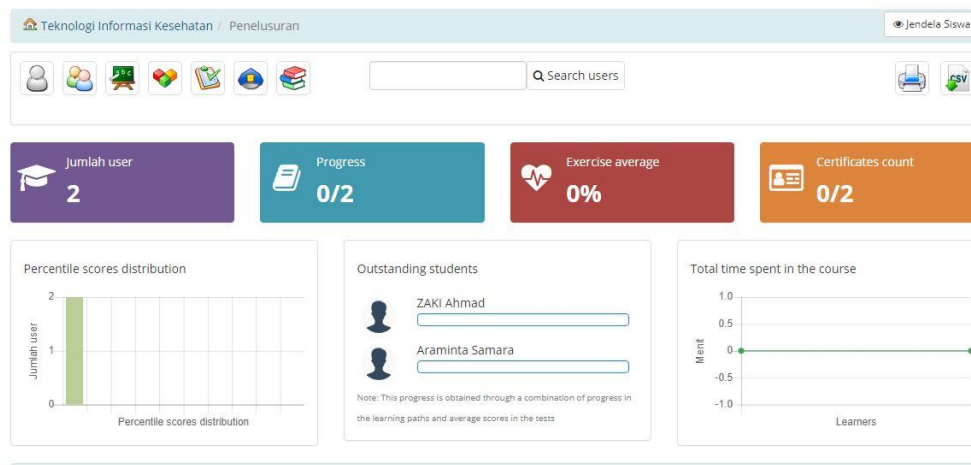 Teknologi Informasi Kesehatan / Penelusuran
Jendela Siswa
Search users
CSV
Jumlah user
2
Progress
0/2
Exercise average
0%
Certificates count
0/2
Percentile scores distribution
2
1
0
Jumlah user
Percentile scores distribution
Outstanding students
ZAKI Ahmad
Araminta Samara
Note: This progress is obtained through a combination of progress in
the learning paths and average scores in the tests
Total time spent in the course
1.0
0.5
0
-0.5
-1.0
Menit
Learners